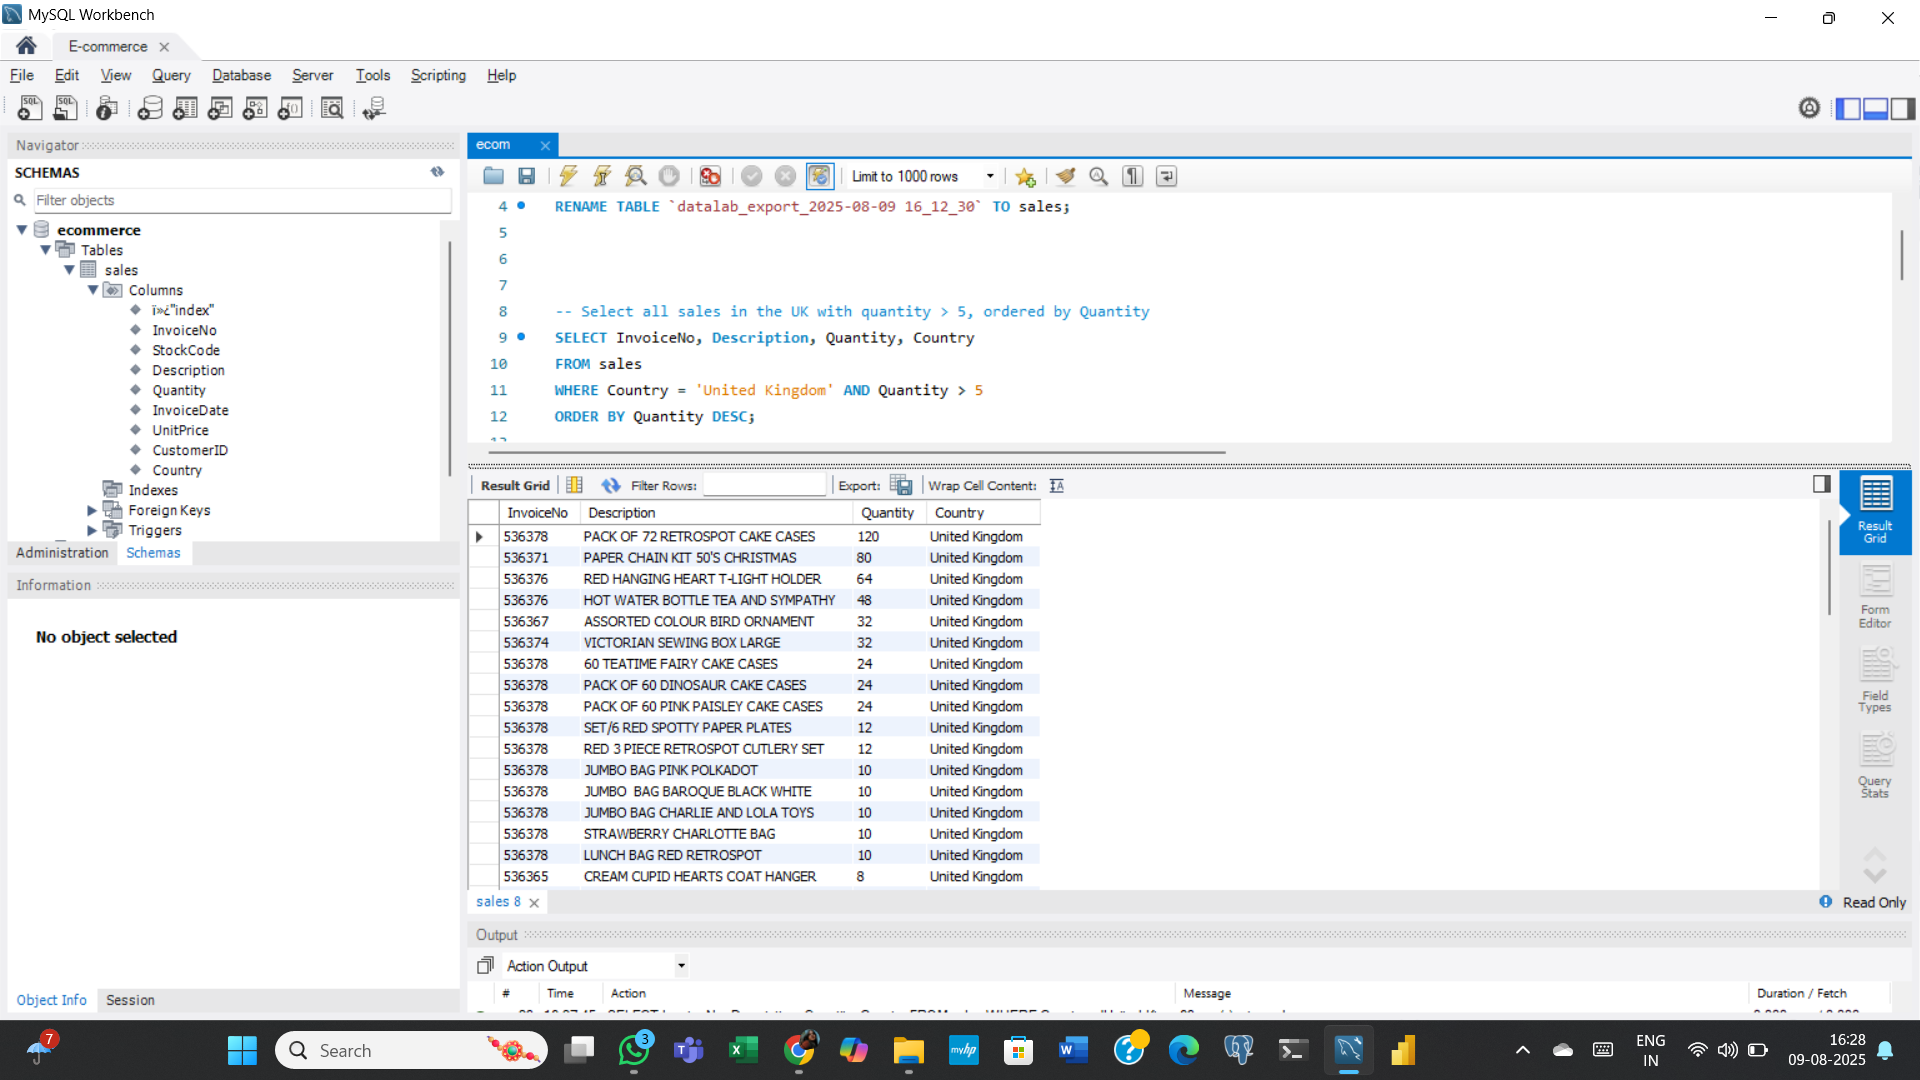 MySQL Workbench
E-commerce
File Edit View Query Database Server Tools Scripting Help
Navigator
SCHEMAS
Filter objects
ecommerce
Tables
sales
Columns
ï»¿"index"
InvoiceNo
StockCode
Description
Quantity
InvoiceDate
UnitPrice
CustomerID
Country
Indexes
Foreign Keys
Triggers
Administration Schemas
Information
No object selected
Object Info Session
ecom
Limit to 1000 rows
4 RENAME TABLE `datalab_export_2025-08-09 16_12_30` TO sales;
5
6
7
8 -- Select all sales in the UK with quantity > 5, ordered by Quantity
9 SELECT InvoiceNo, Description, Quantity, Country
10 FROM sales
11 WHERE Country = 'United Kingdom' AND Quantity > 5
12 ORDER BY Quantity DESC;
Result Grid Filter Rows: Export: Wrap Cell Content:
InvoiceNo Description Quantity Country
536378 PACK OF 72 RETROSPOT CAKE CASES 120 United Kingdom
536371 PAPER CHAIN KIT 50'S CHRISTMAS 80 United Kingdom
536376 RED HANGING HEART T-LIGHT HOLDER 64 United Kingdom
536376 HOT WATER BOTTLE TEA AND SYMPATHY 48 United Kingdom
536367 ASSORTED COLOUR BIRD ORNAMENT 32 United Kingdom
536374 VICTORIAN SEWING BOX LARGE 32 United Kingdom
536378 60 TEATIME FAIRY CAKE CASES 24 United Kingdom
536378 PACK OF 60 DINOSAUR CAKE CASES 24 United Kingdom
536378 PACK OF 60 PINK PAISLEY CAKE CASES 24 United Kingdom
536378 SET/6 RED SPOTTY PAPER PLATES 12 United Kingdom
536378 RED 3 PIECE RETROSPOT CUTLERY SET 12 United Kingdom
536378 JUMBO BAG PINK POLKADOT 10 United Kingdom
536378 JUMBO  BAG BAROQUE BLACK WHITE 10 United Kingdom
536378 JUMBO BAG CHARLIE AND LOLA TOYS 10 United Kingdom
536378 STRAWBERRY CHARLOTTE BAG 10 United Kingdom
536378 LUNCH BAG RED RETROSPOT 10 United Kingdom
536365 CREAM CUPID HEARTS COAT HANGER 8 United Kingdom
Result
Grid
Form
Editor
Field
Types
Query
Stats
sales 8
Read Only
Output
Action Output
# Time Action Message Duration / Fetch
7
Search
3
myhp
ENG
IN
16:28
09-08-2025